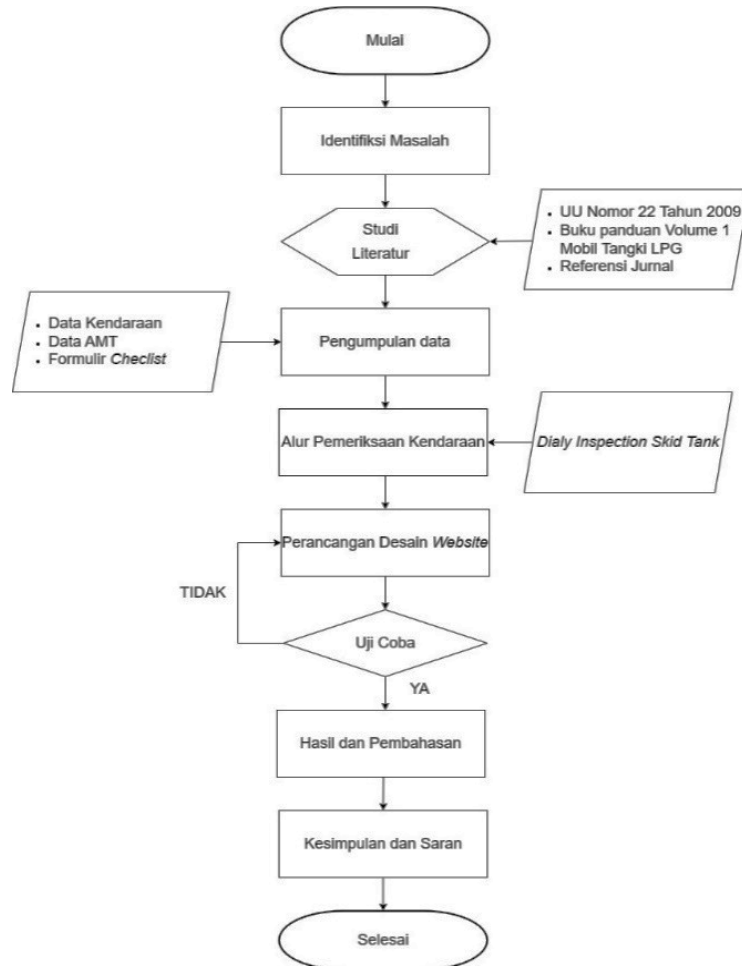 Mulai
Identifiksi Masalah
Studi
Literatur
• UU Nomor 22 Tahun 2009
• Buku panduan Volume 1
Mobil Tangki LPG
• Referensi Jurnal
• Data Kendaraan
• Data AMT
• Formulir Checlist
Pengumpulan data
Alur Pemeriksaan Kendaraan
Dialy Inspection Skid Tank
Perancangan Desain Website
TIDAK
Uji Coba
YA
Hasil dan Pembahasan
Kesimpulan dan Saran
Selesai